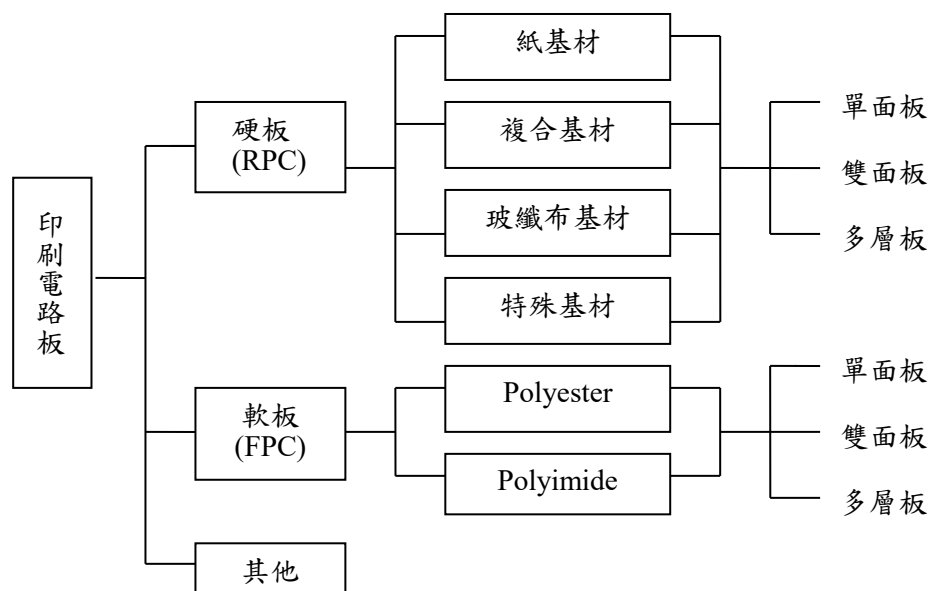 印刷電路板
硬板
(RPC)
紙基材
複合基材
玻纖布基材
特殊基材
單面板
雙面板
多層板
軟板
(FPC)
Polyester
Polyimide
單面板
雙面板
多層板
其他